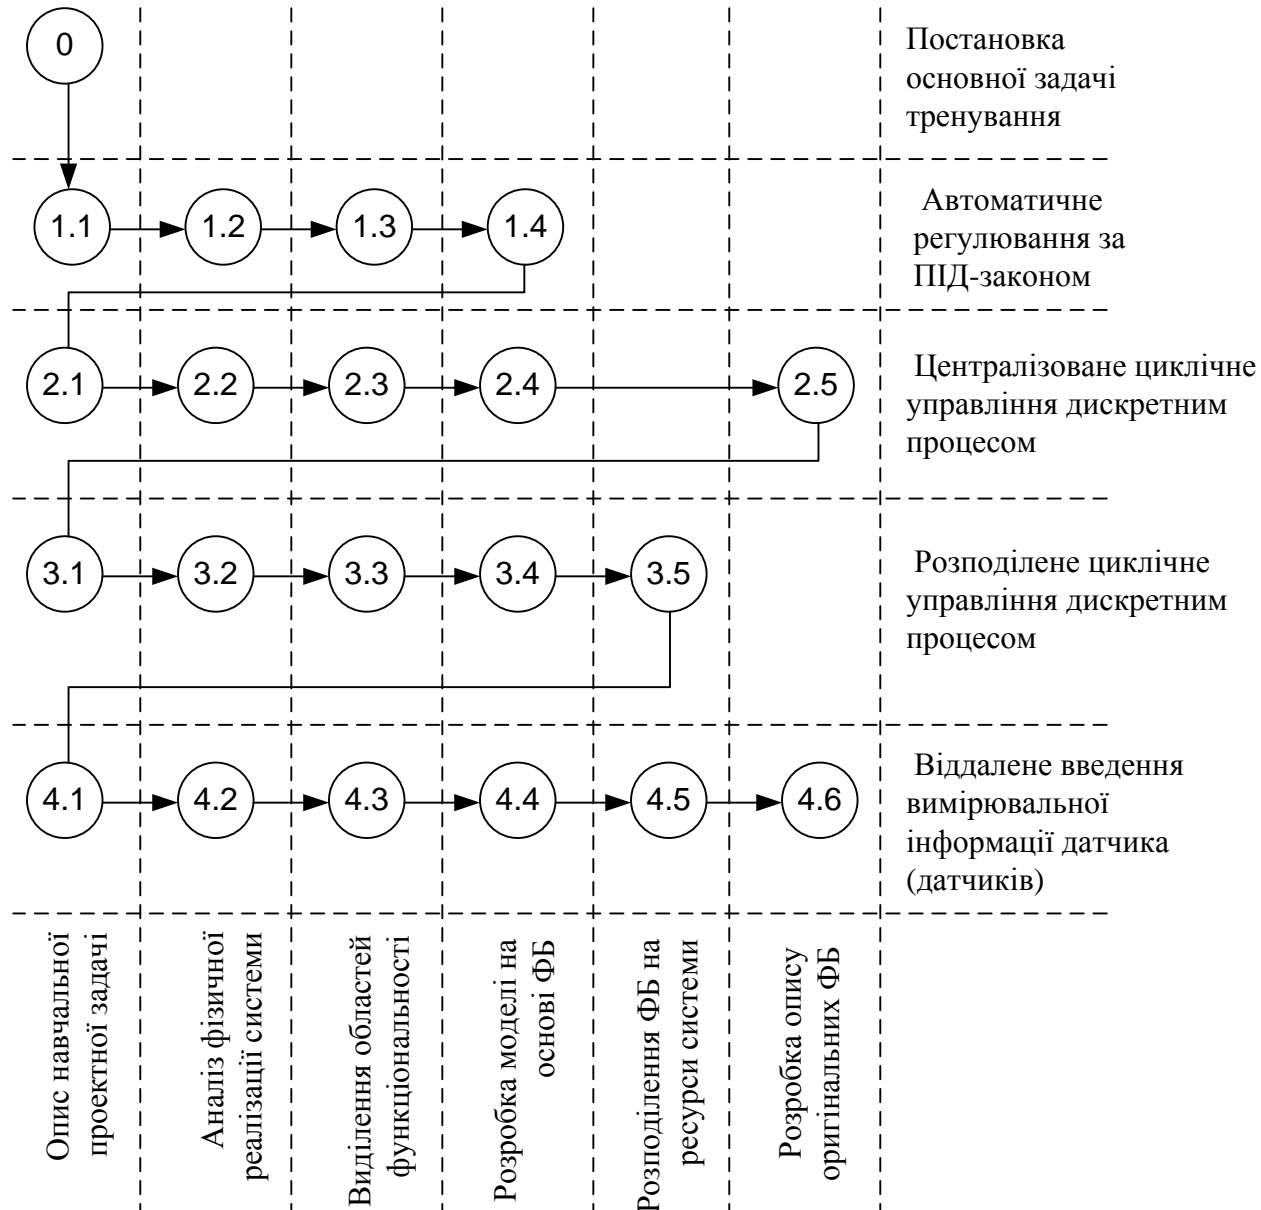 0
Постановка
основної задачі
тренування
1.1
1.2
1.3
1.4
Автоматичне
регулювання за
ПІД-законом
2.1
2.2
2.3
2.4
2.5
Централізоване циклічне
управління дискретним
процесом
3.1
3.2
3.3
3.4
3.5
Розподілене циклічне
управління дискретним
процесом
4.1
4.2
4.3
4.4
4.5
4.6
Віддалене введення
вимірювальної
інформації датчика
(датчиків)
Опис навчальної
проектної задачі
Аналіз фізичної
реалізації системи
Виділення областей
функціональності
Розробка моделі на
основі ФБ
Розподілення ФБ на
ресурси системи
Розробка опису
оригінальних ФБ